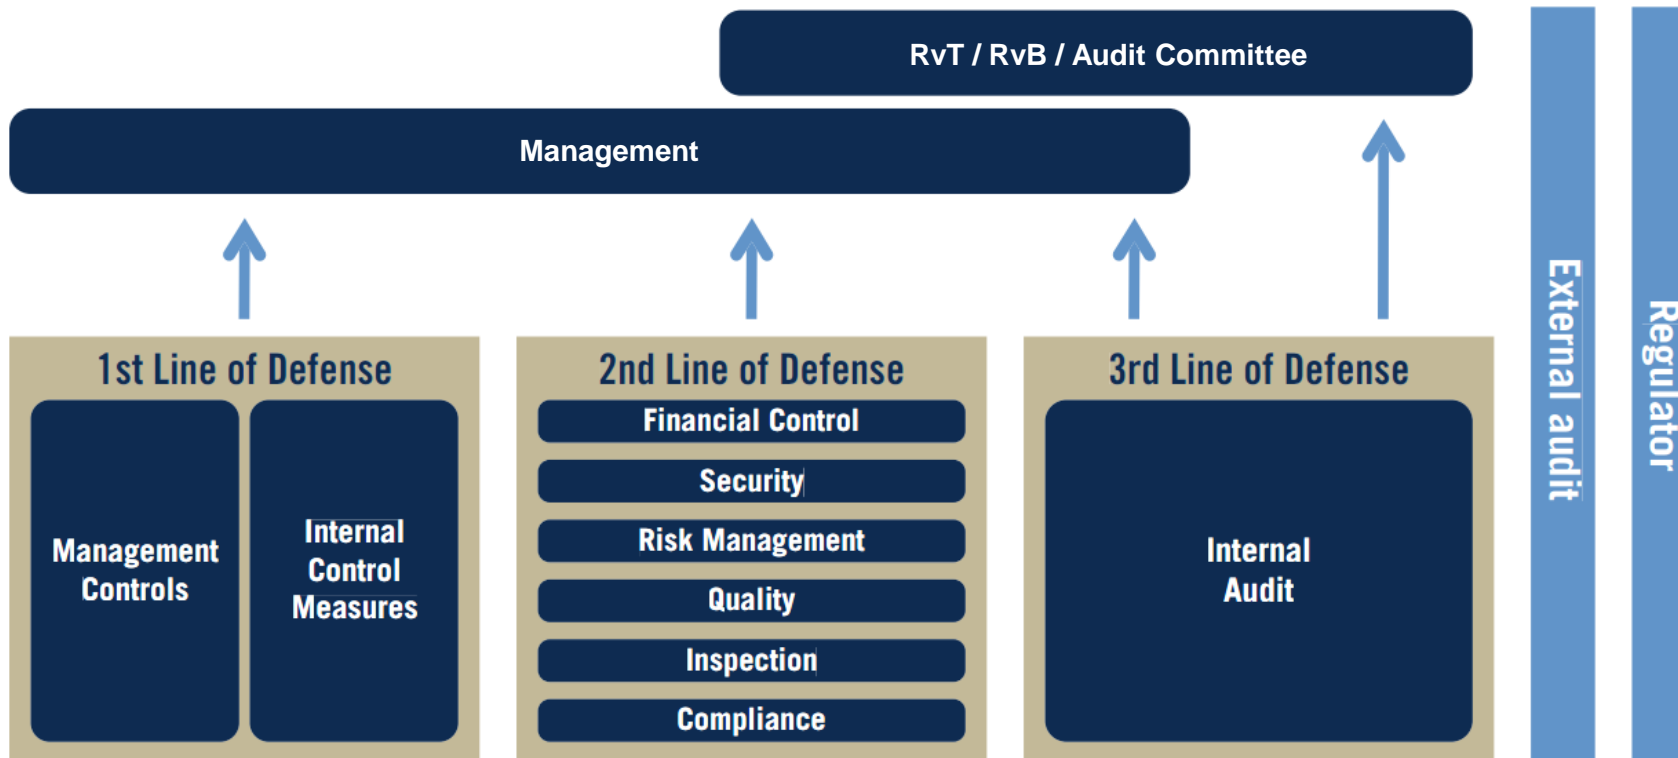 RvT / RvB / Audit Committee
Management
1st Line of Defense
Management
Controls
Internal
Control
Measures
2nd Line of Defense
Financial Control
Security
Risk Management
Quality
Inspection
Compliance
3rd Line of Defense
Internal
Audit
External audit
Regulator